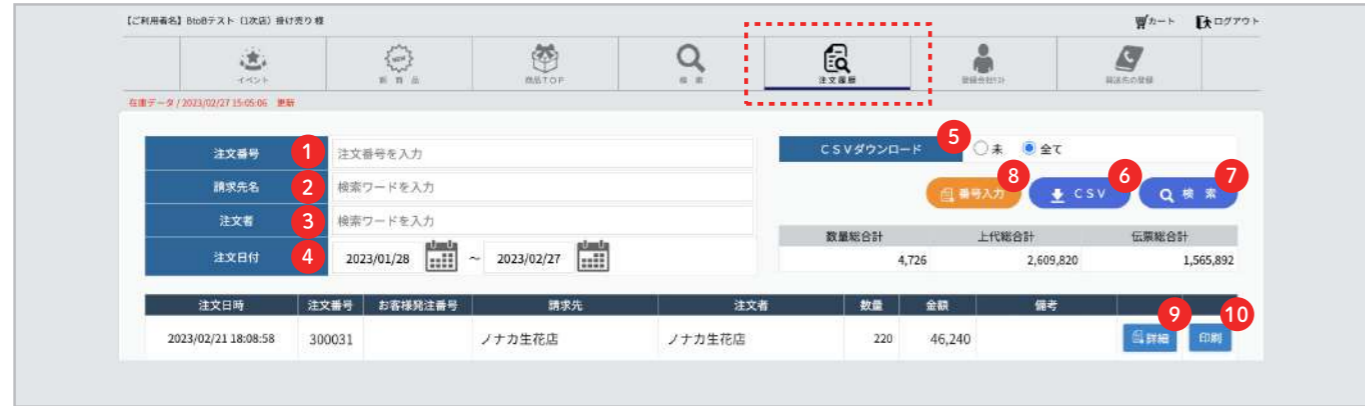 【ご利用者名】BtoBテスト（1次店）掛け売り 様
カート ログアウト
イベント NEW 新 商 品 商品TOP 検 索 注文履歴 登録会社リスト 発送先の登録
在庫データ / 2023/02/27 15:05:06 更新
注文番号 1 注文番号を入力
CSVダウンロード 5 未 全て
請求先名 2 検索ワードを入力
8 番号入力 6 CSV 7 検 索
注文者 3 検索ワードを入力
数量総合計 上代総合計 伝票総合計
注文日付 4 2023/01/28 ～ 2023/02/27
4,726 2,609,820 1,565,892
注文日時 注文番号 お客様発注番号 請求先 注文者 数量 金額 備考
9 10
2023/02/21 18:08:58 300031 ノナカ生花店 ノナカ生花店 220 46,240 詳細 印刷